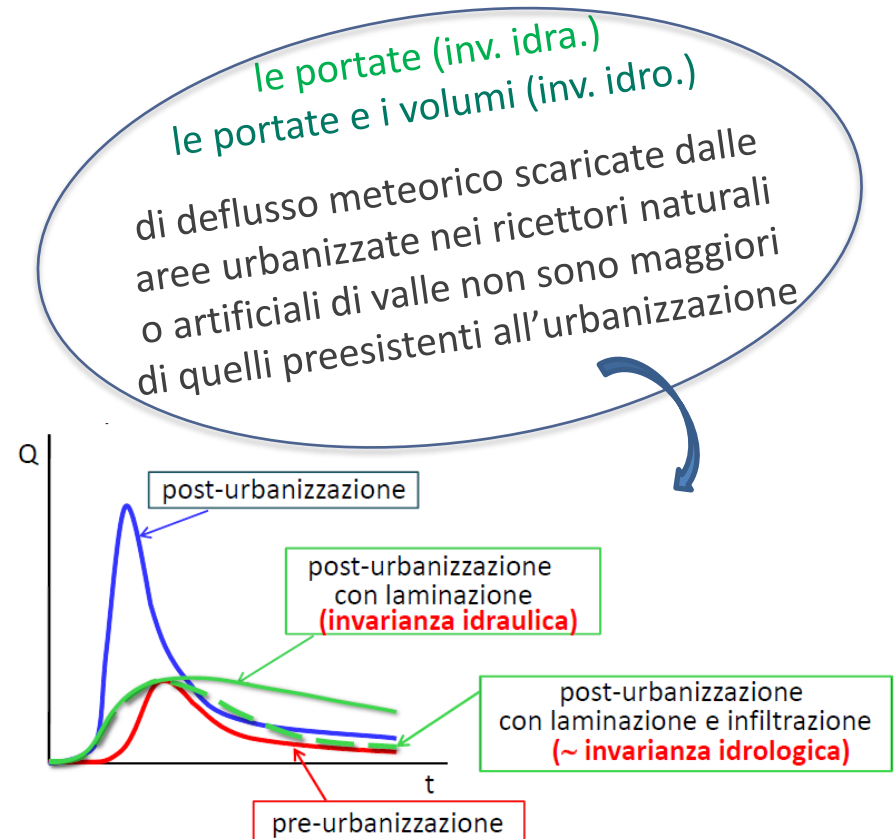 le portate (inv. idra.)
le portate e i volumi (inv. idro.)
di deflusso meteorico scaricate dalle
aree urbanizzate nei ricettori naturali
o artificiali di valle non sono maggiori
di quelli preesistenti all’urbanizzazione
Q
post-urbanizzazione
post-urbanizzazione
con laminazione
(invarianza idraulica)
post-urbanizzazione
con laminazione e infiltrazione
(~ invarianza idrologica)
t
pre-urbanizzazione